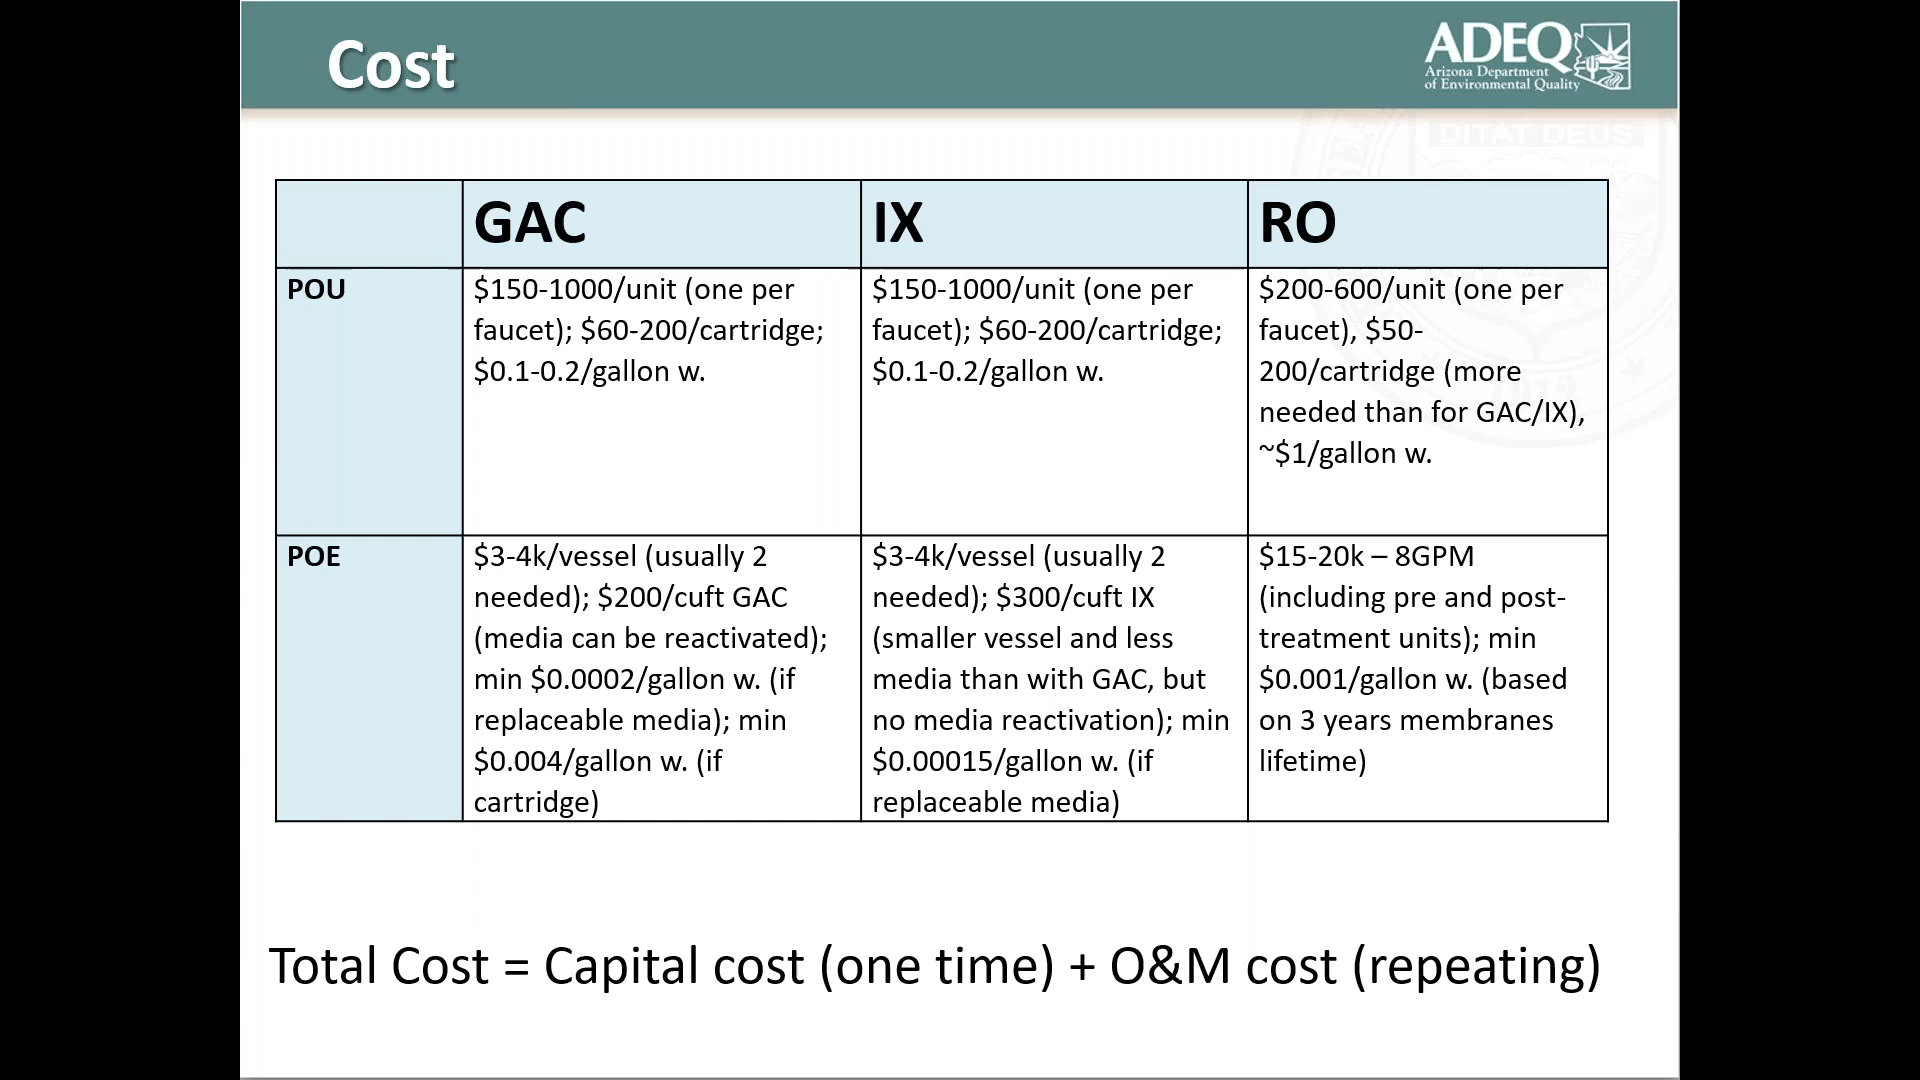 Cost
ADEQ
Arizona Department
of Environmental Quality
DITAT DEUS
GAC
IX
RO
POU
$150-1000/unit (one per
faucet); $60-200/cartridge;
$0.1-0.2/gallon w.
$150-1000/unit (one per
faucet); $60-200/cartridge;
$0.1-0.2/gallon w.
$200-600/unit (one per
faucet), $50-
200/cartridge (more
needed than for GAC/IX),
~$1/gallon w.
POE
$3-4k/vessel (usually 2
needed); $200/cuft GAC
(media can be reactivated);
min $0.0002/gallon w. (if
replaceable media); min
$0.004/gallon w. (if
cartridge)
$3-4k/vessel (usually 2
needed); $300/cuft IX
(smaller vessel and less
media than with GAC, but
no media reactivation); min
$0.00015/gallon w. (if
replaceable media)
$15-20k – 8GPM
(including pre and post-
treatment units); min
$0.001/gallon w. (based
on 3 years membranes
lifetime)
Total Cost = Capital cost (one time) + O&M cost (repeating)